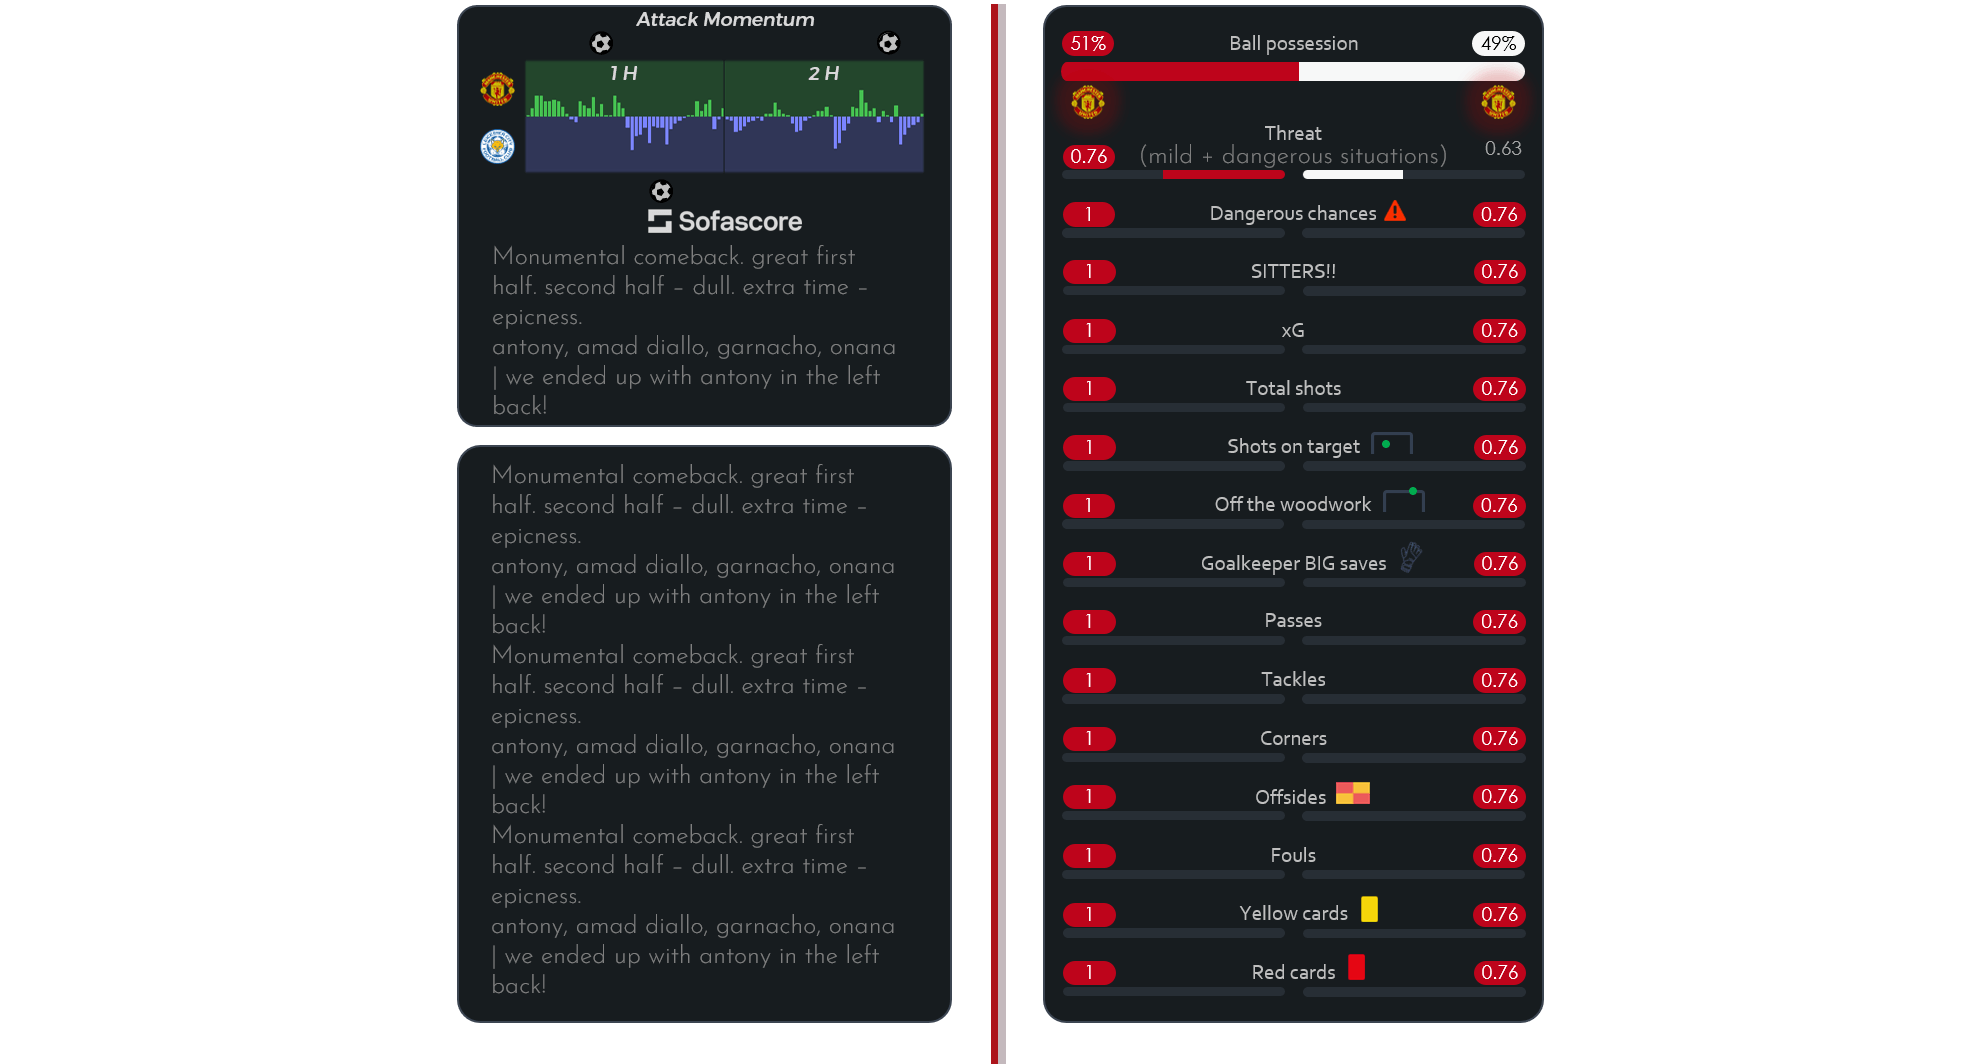 Attack Momentum
1 H
2 H
Sofascore
Monumental comeback. great first
half. second half – dull. extra time –
epicness.
antony, amad diallo, garnacho, onana
| we ended up with antony in the left
back!
Monumental comeback. great first
half. second half – dull. extra time –
epicness.
antony, amad diallo, garnacho, onana
| we ended up with antony in the left
back!
Monumental comeback. great first
half. second half – dull. extra time –
epicness.
antony, amad diallo, garnacho, onana
| we ended up with antony in the left
back!
Monumental comeback. great first
half. second half – dull. extra time –
epicness.
antony, amad diallo, garnacho, onana
| we ended up with antony in the left
back!
51% Ball possession 49%
Threat
0.76 (mild + dangerous situations) 0.63
1 Dangerous chances 0.76
1 SITTERS!! 0.76
1 xG 0.76
1 Total shots 0.76
1 Shots on target 0.76
1 Off the woodwork 0.76
1 Goalkeeper BIG saves 0.76
1 Passes 0.76
1 Tackles 0.76
1 Corners 0.76
1 Offsides 0.76
1 Fouls 0.76
1 Yellow cards 0.76
1 Red cards 0.76